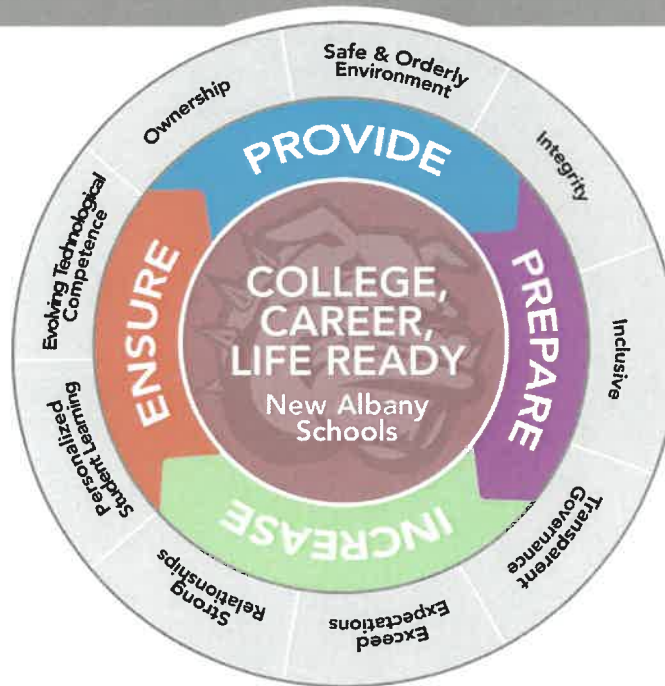 Safe & Orderly
Environment
Integrity
Inclusive
Transparent
Governance
Exceed
Expectations
Strong
Relationships
Personalized
Student Learning
Evolving Technological
Competence
Ownership
PROVIDE
PREPARE
INCREASE
ENSURE
COLLEGE,
CAREER,
LIFE READY
New Albany
Schools